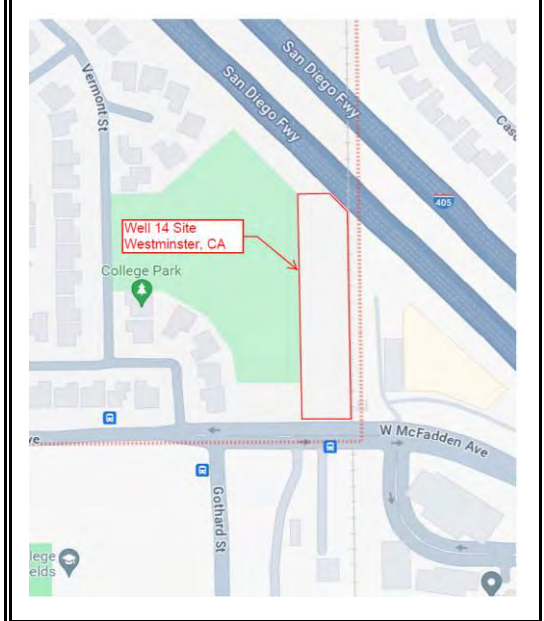 Vermont St
San Diego Fwy
San Diego Fwy
405
Well 14 Site
Westminster, CA
College Park
W McFadden Ave
Gothard St